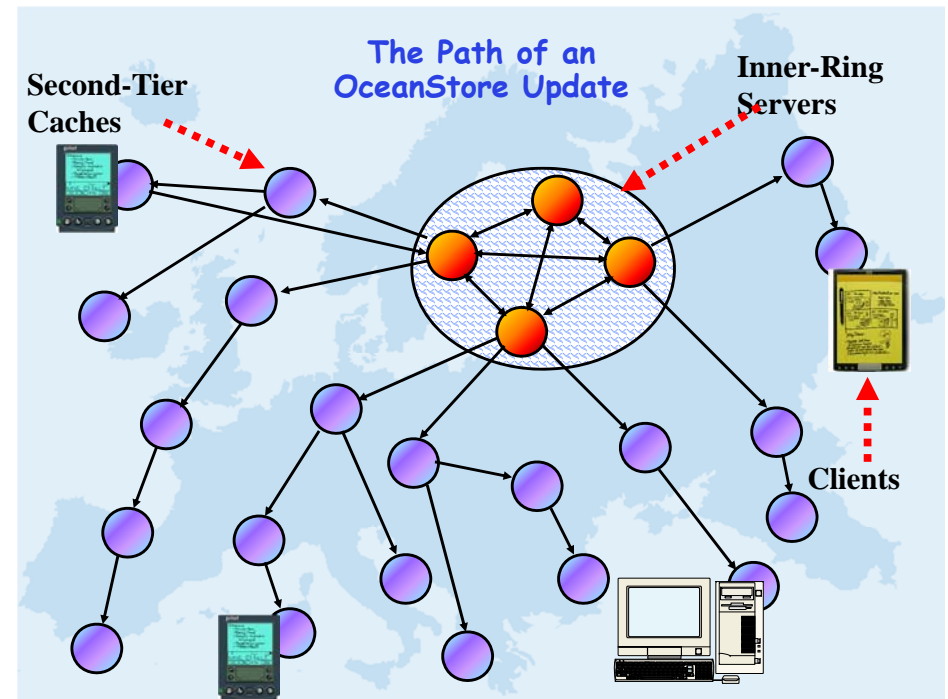 The Path of an
OceanStore Update
Second-Tier
Caches
Inner-Ring
Servers
Clients